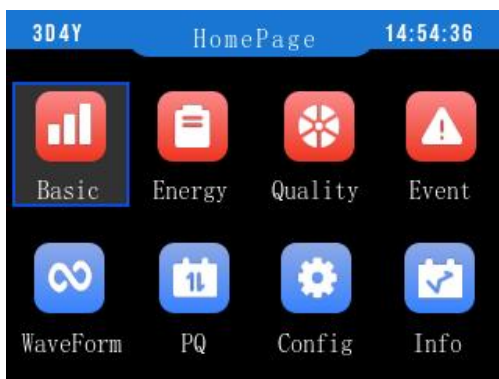 3D4Y HomePage 14:54:36
Basic Energy Quality Event
WaveForm PQ Config Info